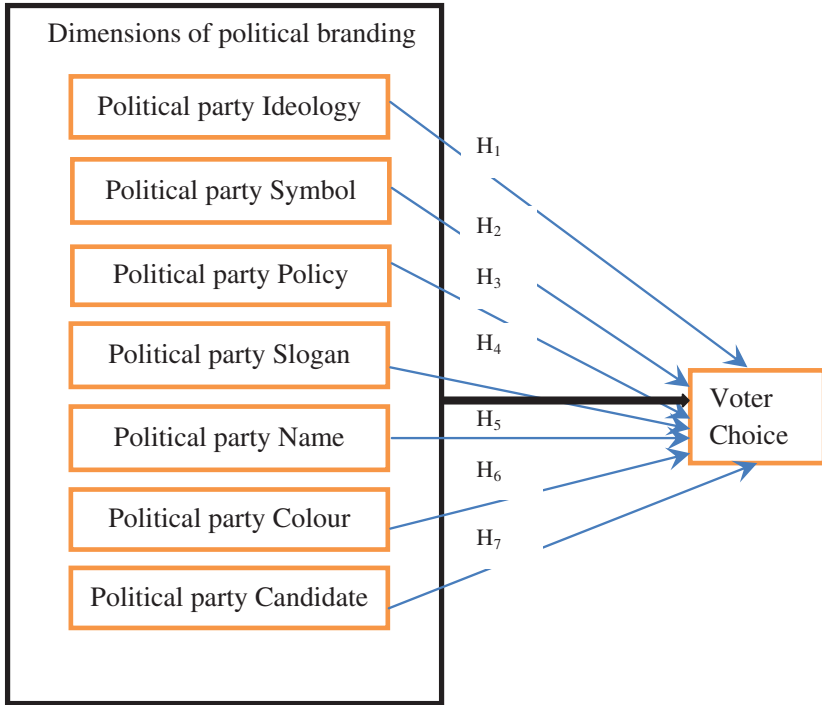 Dimensions of political branding
Political party Ideology
Political party Symbol
Political party Policy
Political party Slogan
Political party Name
Political party Colour
Political party Candidate
H₁
H₂
H₃
H₄
H₅
H₆
H₇
Voter
Choice